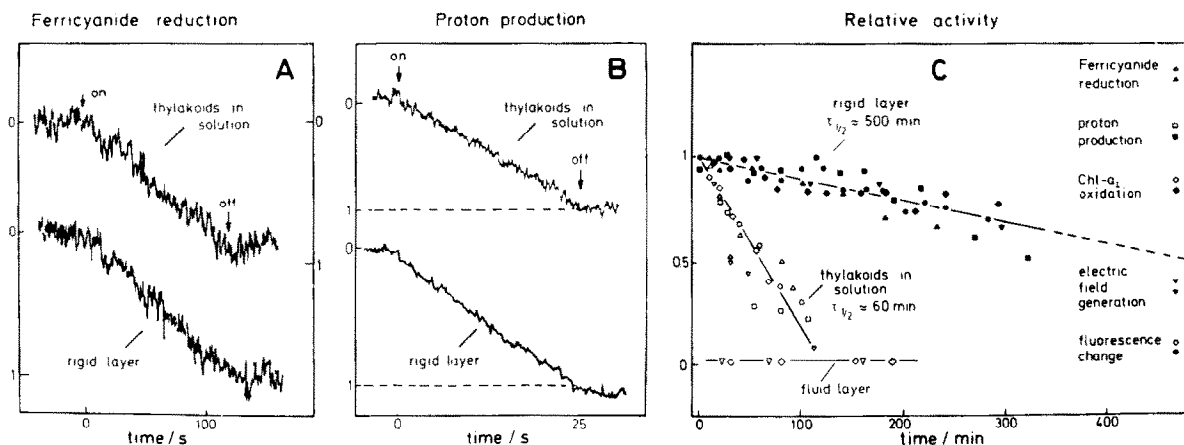 Ferricyanide reduction
Proton production
Relative activity
A
on
thylakoids in
solution
0
0
off
0
1
rigid layer
1
0
100
time / s
B
on
0
thylakoids in
solution
off
1
0
rigid layer
1
0
25
time / s
C
Ferricyanide
reduction
rigid layer
τ1/2 ≈ 500 min
proton
production
1
Chl-aI
oxidation
05
thylakoids in
solution
τ1/2 ≈ 60 min
electric
field
generation
fluorescence
change
0
fluid layer
0
100
200
300
400
time / min